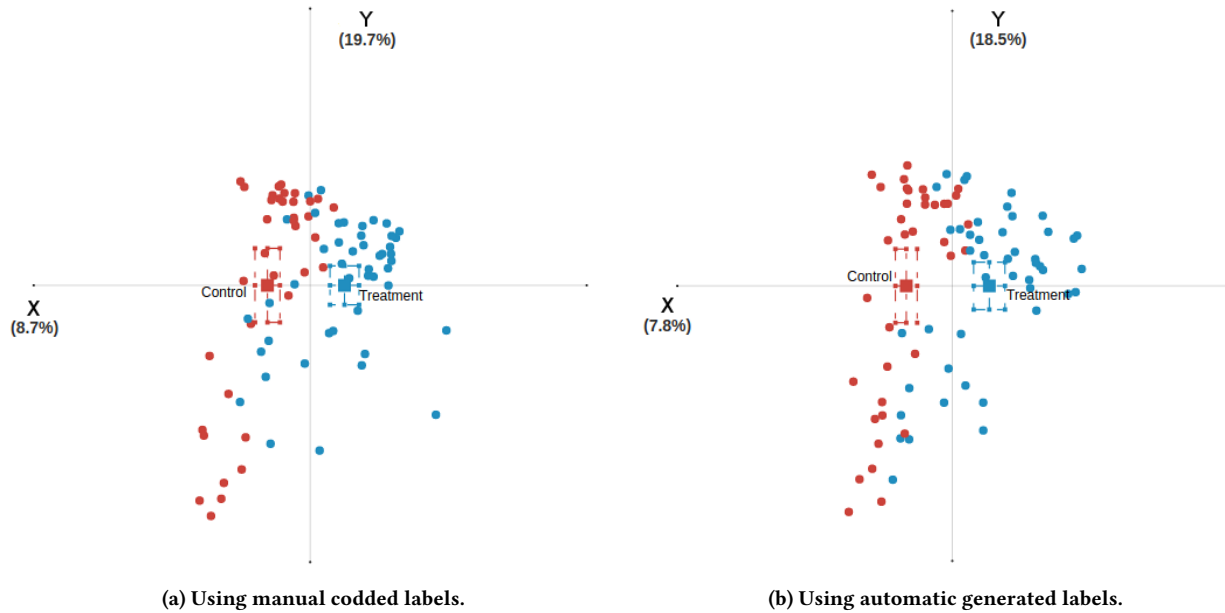 Y
(19.7%)
Control
Treatment
X
(8.7%)
(a) Using manual codded labels.
Y
(18.5%)
Control
Treatment
X
(7.8%)
(b) Using automatic generated labels.